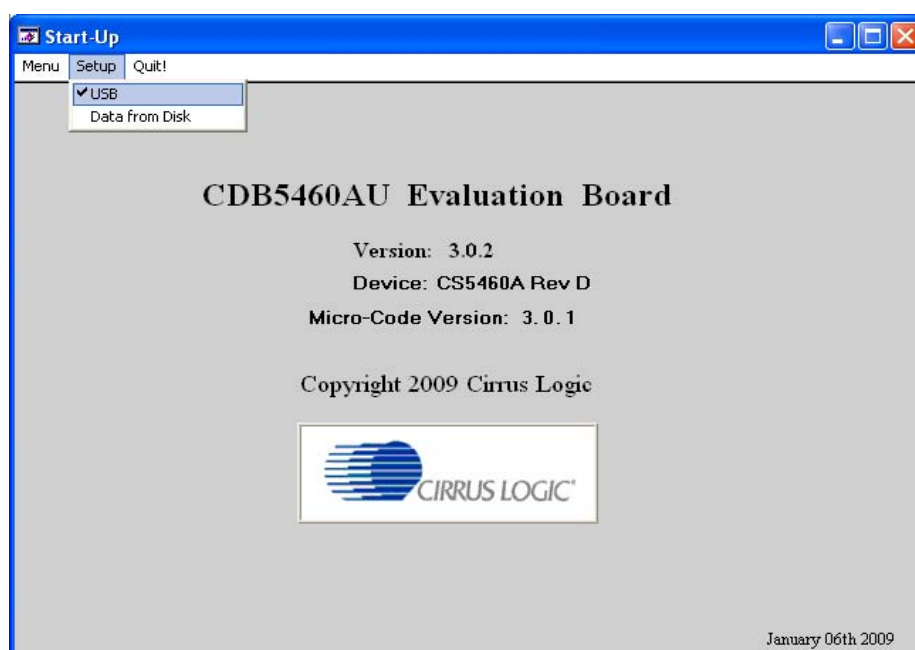 Start-Up
Menu Setup Quit!
USB
Data from Disk
CDB5460AU Evaluation Board
Version: 3.0.2
Device: CS5460A Rev D
Micro-Code Version: 3.0.1
Copyright 2009 Cirrus Logic
CIRRUS LOGIC®
January 06th 2009